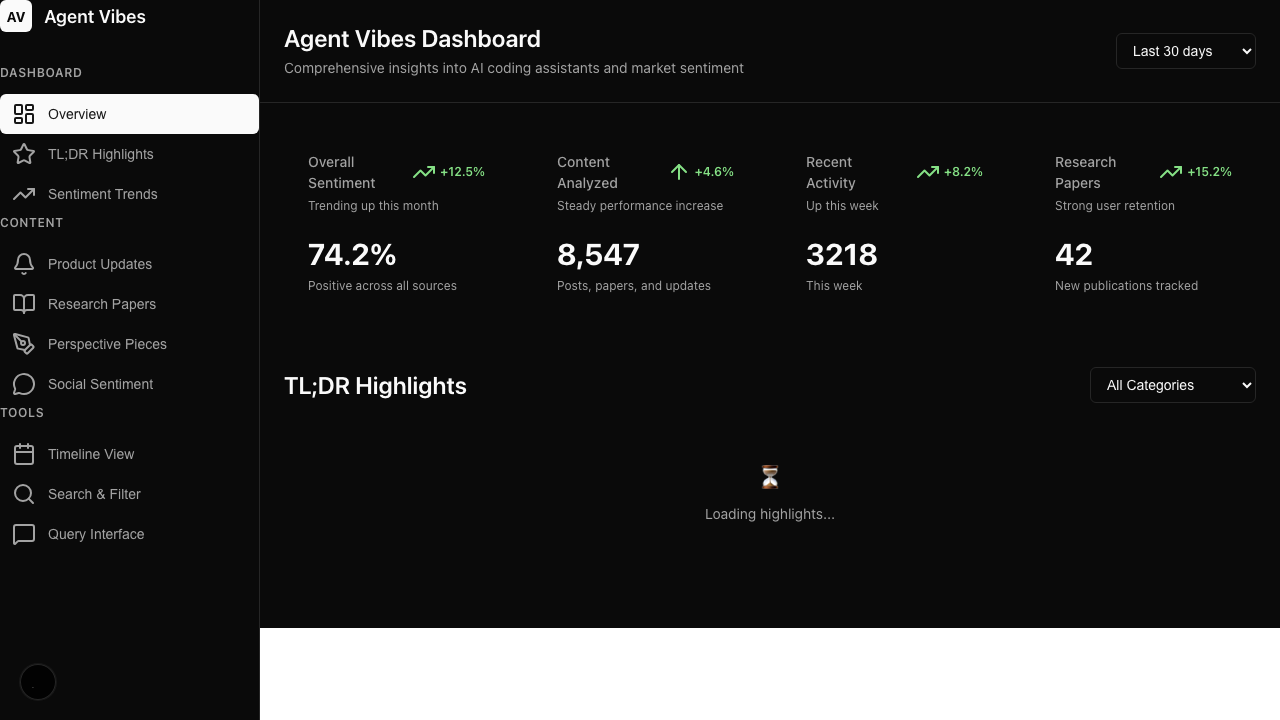 AV
Agent Vibes
DASHBOARD
Overview
TL;DR Highlights
Sentiment Trends
CONTENT
Product Updates
Research Papers
Perspective Pieces
Social Sentiment
TOOLS
Timeline View
Search & Filter
Query Interface
Agent Vibes Dashboard
Comprehensive insights into AI coding assistants and market sentiment
Last 30 days
Overall
Sentiment
+12.5%
Trending up this month
74.2%
Positive across all sources
Content
Analyzed
+4.6%
Steady performance increase
8,547
Posts, papers, and updates
Recent
Activity
+8.2%
Up this week
3218
This week
Research
Papers
+15.2%
Strong user retention
42
New publications tracked
TL;DR Highlights
All Categories
Loading highlights...